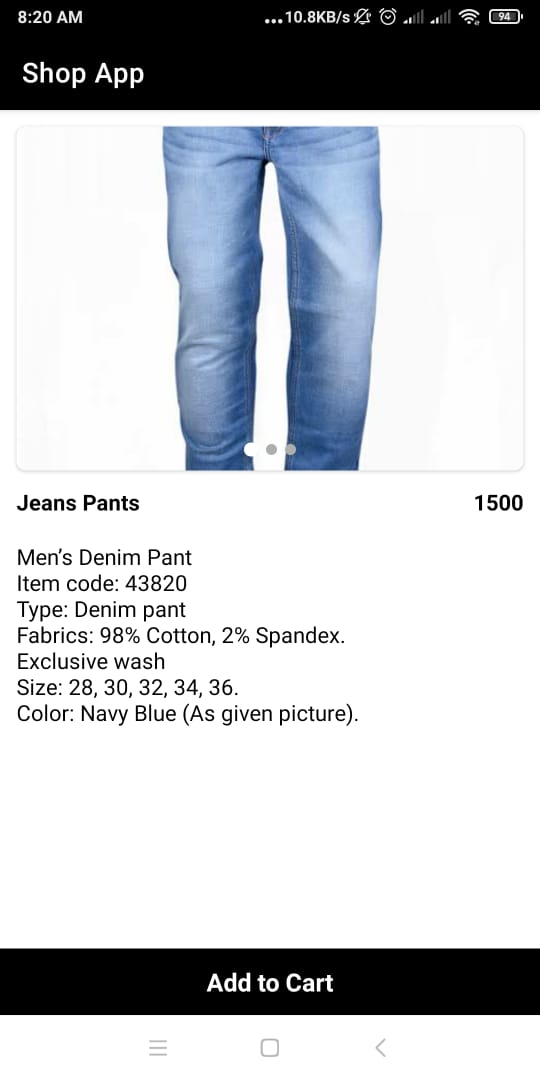 8:20 AM
...10.8KB/s
94
Shop App
Jeans Pants
1500
Men’s Denim Pant
Item code: 43820
Type: Denim pant
Fabrics: 98% Cotton, 2% Spandex.
Exclusive wash
Size: 28, 30, 32, 34, 36.
Color: Navy Blue (As given picture).
Add to Cart